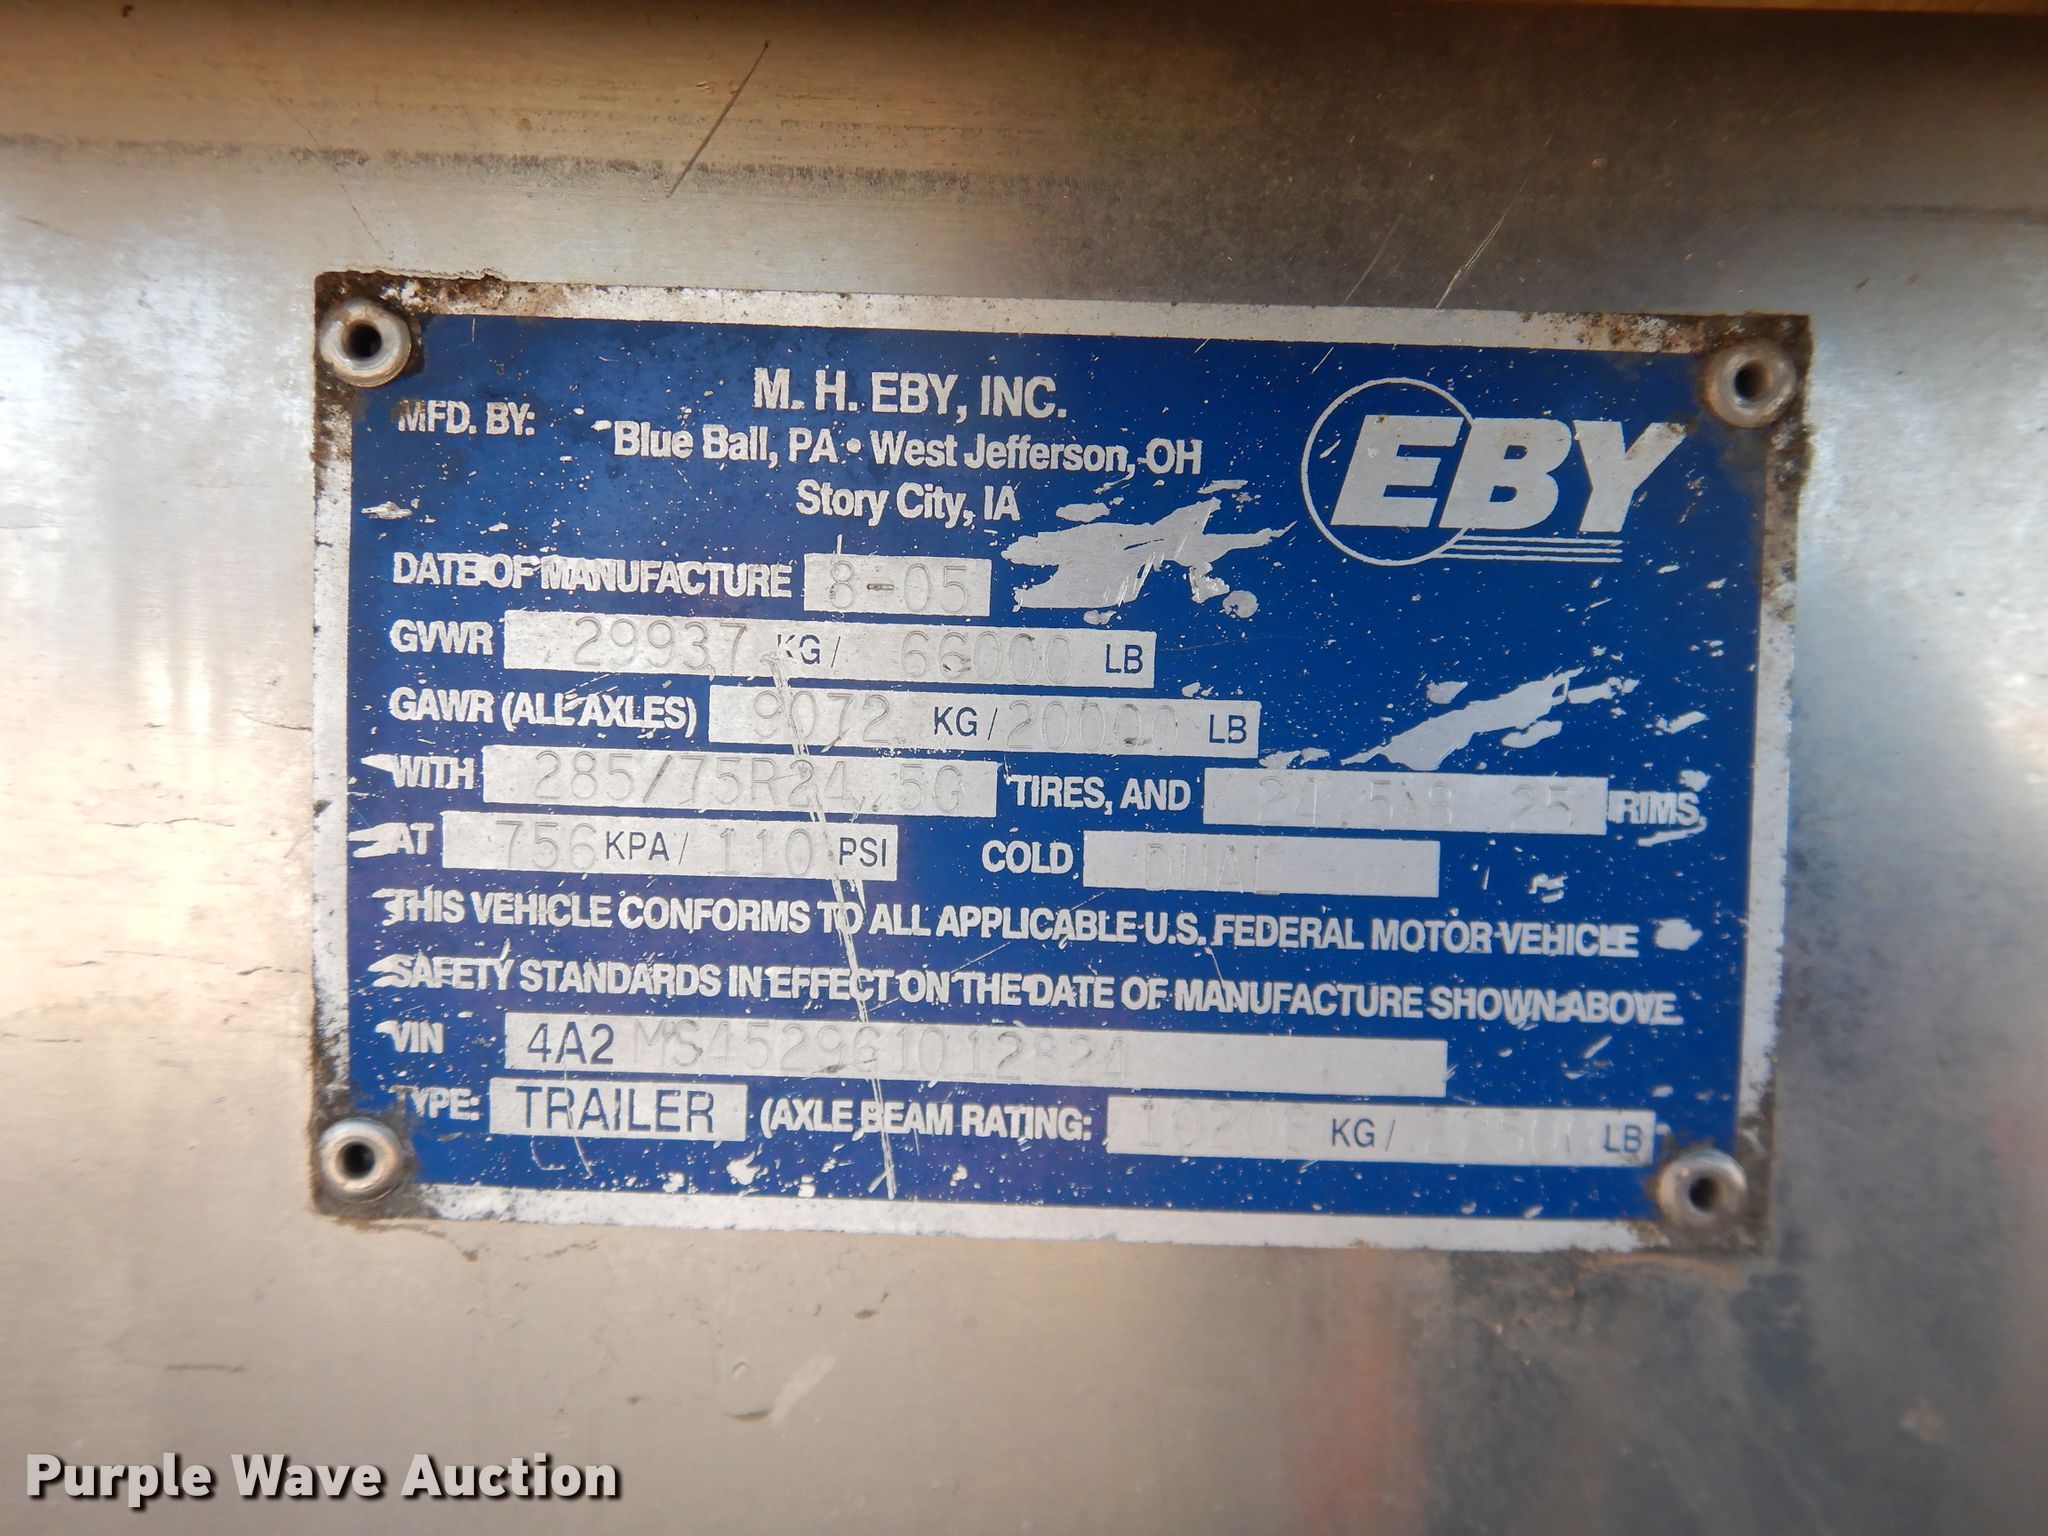 M. H. EBY, INC.
MFD. BY:
Blue Ball, PA • West Jefferson, OH
Story City, IA
EBY
DATE OF MANUFACTURE 8-05
GVWR 29937 KG/ 66000 LB
GAWR (ALL AXLES) 9072 KG/ 20000 LB
WITH 285/75R24.5G TIRES, AND 24.5X8.25 RIMS
AT 756 KPA/ 110 PSI COLD DUAL
THIS VEHICLE CONFORMS TO ALL APPLICABLE U.S. FEDERAL MOTOR VEHICLE
SAFETY STANDARDS IN EFFECT ON THE DATE OF MANUFACTURE SHOWN ABOVE
VIN 4A2MS452961012824
TYPE: TRAILER (AXLE BEAM RATING: KG/ LB
Purple Wave Auction